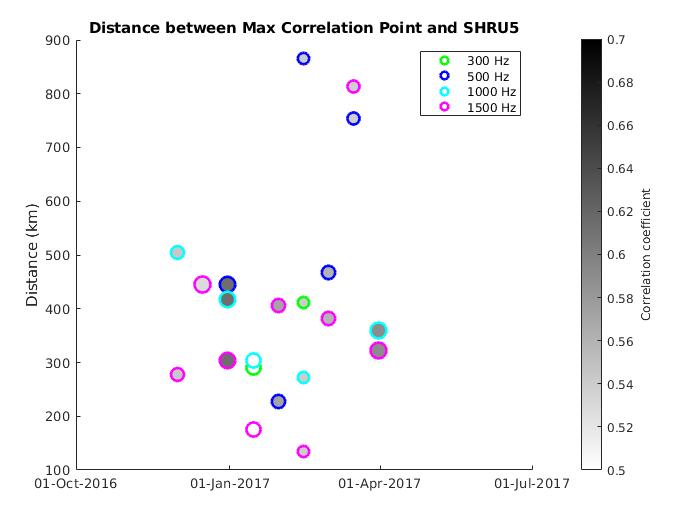 Distance between Max Correlation Point and SHRU5
900
800
700
600
500
400
300
200
100
Distance (km)
01-Oct-2016
01-Jan-2017
01-Apr-2017
01-Jul-2017
300 Hz
500 Hz
1000 Hz
1500 Hz
0.7
0.68
0.66
0.64
0.62
0.6
0.58
0.56
0.54
0.52
0.5
Correlation coefficient